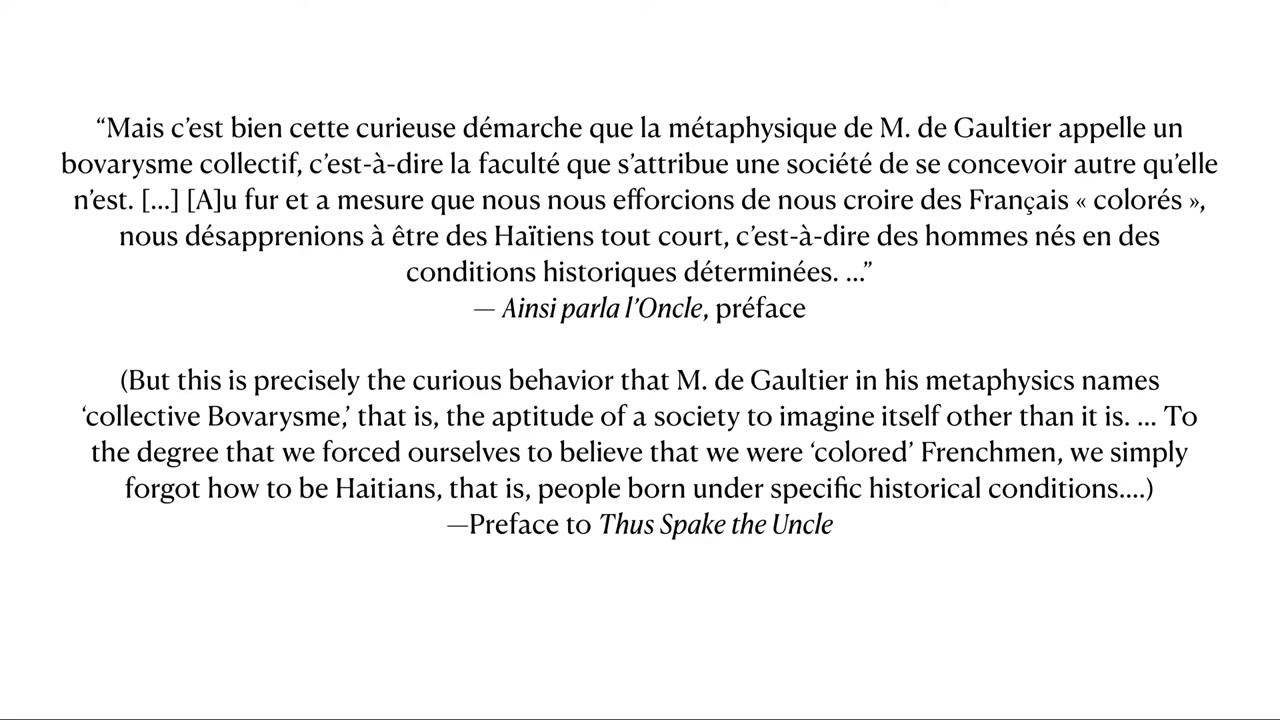 “Mais c’est bien cette curieuse démarche que la métaphysique de M. de Gaultier appelle un
bovarysme collectif, c’est-à-dire la faculté que s’attribue une société de se concevoir autre qu’elle
n’est. [...] [A]u fur et a mesure que nous nous efforcions de nous croire des Français « colorés »,
nous désapprenions à être des Haïtiens tout court, c’est-à-dire des hommes nés en des
conditions historiques déterminées. ...”
— Ainsi parla l’Oncle, préface
(But this is precisely the curious behavior that M. de Gaultier in his metaphysics names
‘collective Bovarysme,’ that is, the aptitude of a society to imagine itself other than it is. ... To
the degree that we forced ourselves to believe that we were ‘colored’ Frenchmen, we simply
forgot how to be Haitians, that is, people born under specific historical conditions....)
—Preface to Thus Spake the Uncle